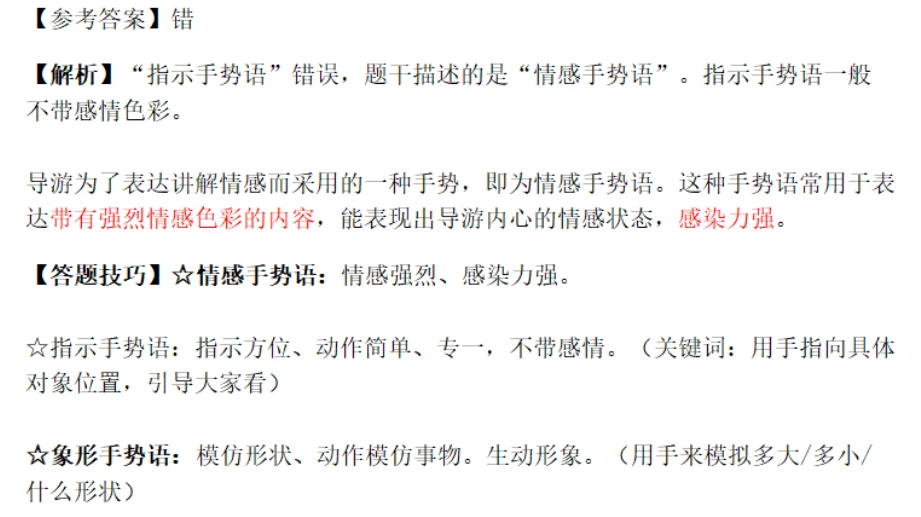 【参考答案】错
【解析】“指示手势语”错误，题干描述的是“情感手势语”。指示手势语一般
不带感情色彩。
导游为了表达讲解情感而采用的一种手势，即为情感手势语。这种手势语常用于表
达带有强烈情感色彩的内容，能表现出导游内心的情感状态，感染力强。
【答题技巧】☆情感手势语：情感强烈、感染力强。
☆指示手势语：指示方位、动作简单、专一，不带感情。（关键词：用手指向具体
对象位置，引导大家看）
☆象形手势语：模仿形状、动作模仿事物。生动形象。（用手来模拟多大/多小/
什么形状）